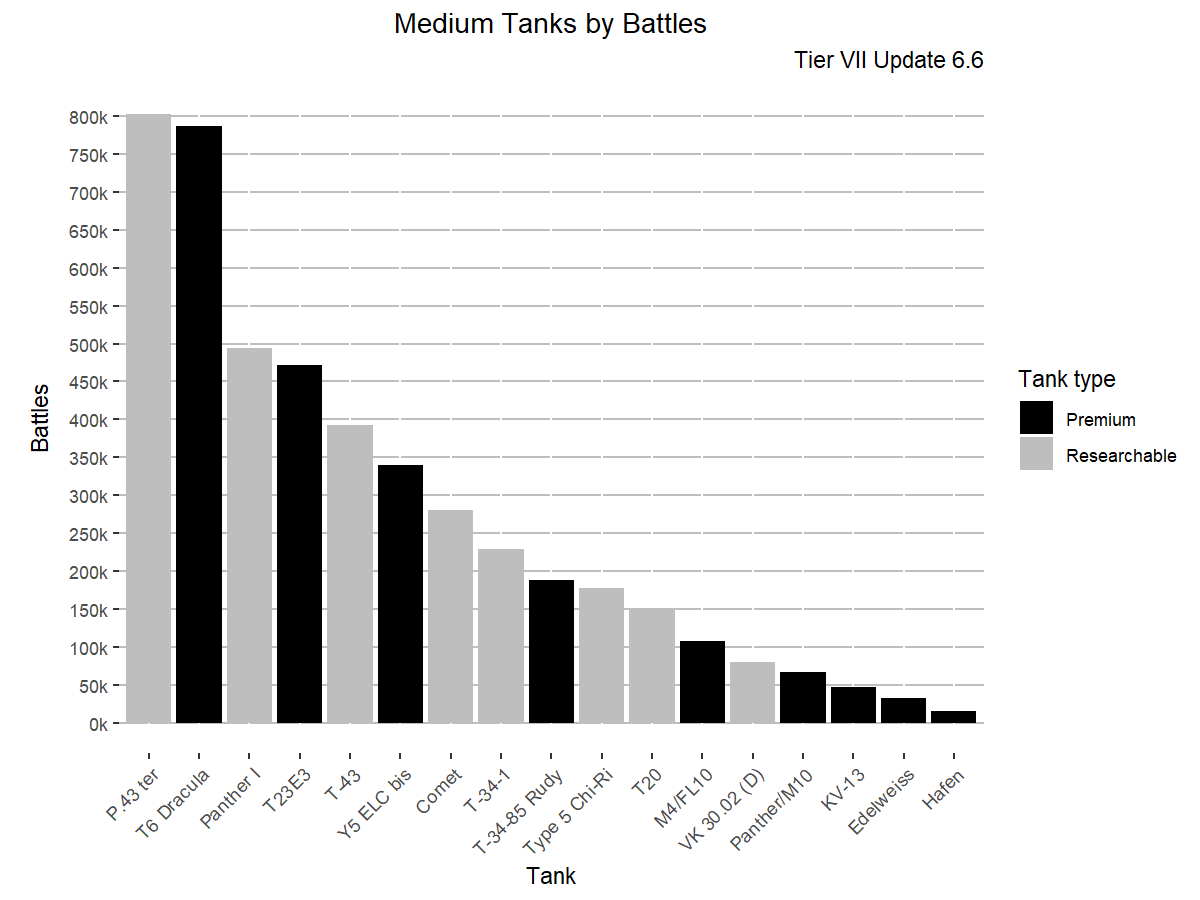 Medium Tanks by Battles
Tier VII Update 6.6
800k
750k
700k
650k
600k
550k
500k
450k
400k
350k
300k
250k
200k
150k
100k
50k
0k
Battles
P.43 ter
T6 Dracula
Panther I
T23E3
T-43
Y5 ELC bis
Comet
T-34-1
T-34-85 Rudy
Type 5 Chi-Ri
T20
M4/FL10
VK 30.02 (D)
Panther/M10
KV-13
Edelweiss
Hafen
Tank
Tank type
Premium
Researchable